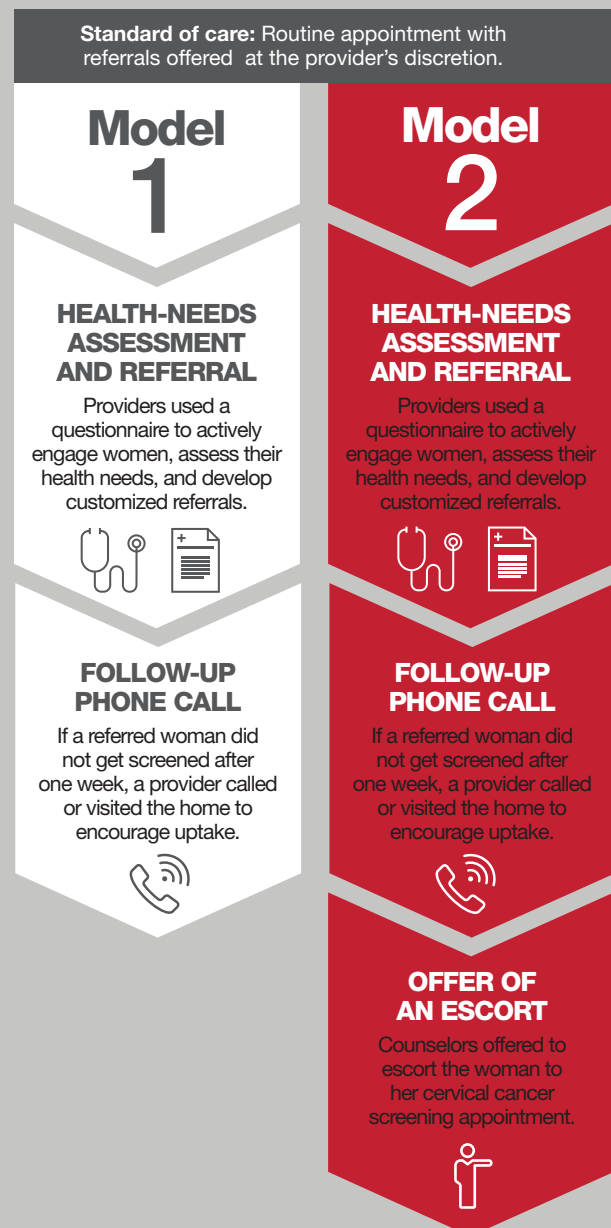 Standard of care: Routine appointment with
referrals offered at the provider's discretion.
Model
1
HEALTH-NEEDS
ASSESSMENT
AND REFERRAL
Providers used a
questionnaire to actively
engage women, assess their
health needs, and develop
customized referrals.
FOLLOW-UP
PHONE CALL
If a referred woman did
not get screened after
one week, a provider called
or visited the home to
encourage uptake.
Model
2
HEALTH-NEEDS
ASSESSMENT
AND REFERRAL
Providers used a
questionnaire to actively
engage women, assess their
health needs, and develop
customized referrals.
FOLLOW-UP
PHONE CALL
If a referred woman did
not get screened after
one week, a provider called
or visited the home to
encourage uptake.
OFFER OF
AN ESCORT
Counselors offered to
escort the woman to
her cervical cancer
screening appointment.